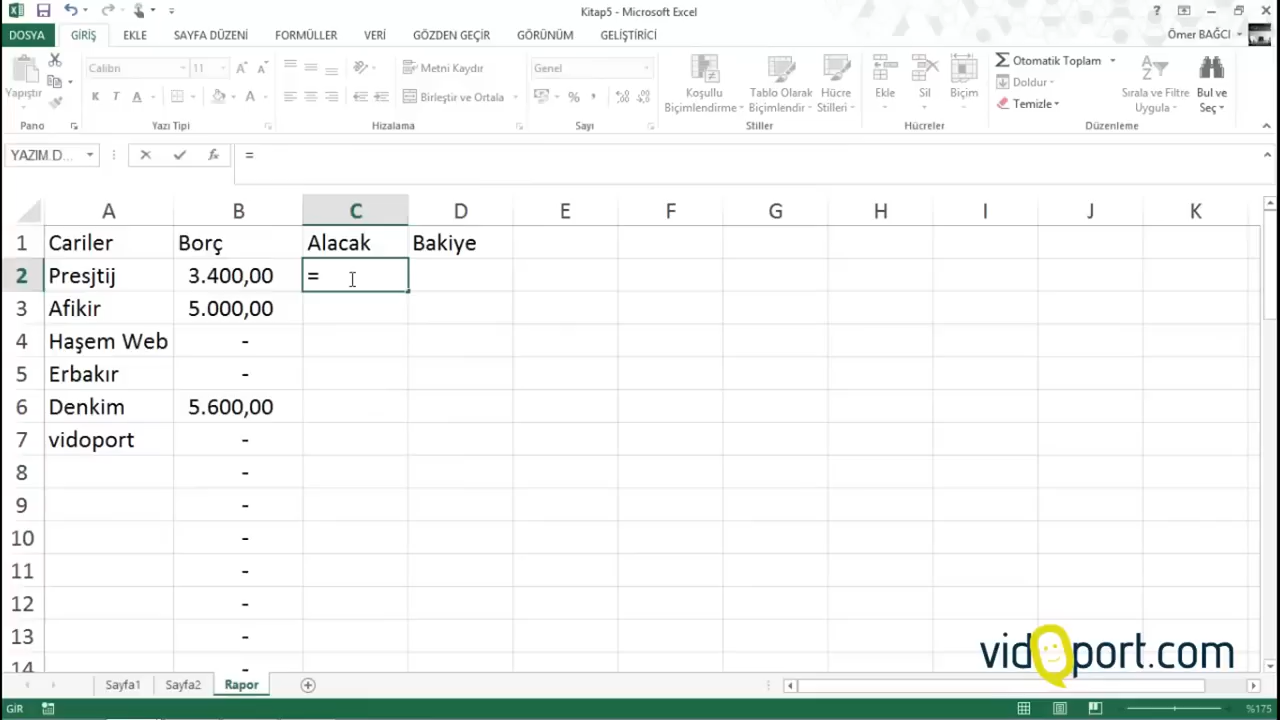 Kitap5 - Microsoft Excel
DOSYA GİRİŞ EKLE SAYFA DÜZENİ FORMÜLLER VERİ GÖZDEN GEÇİR GÖRÜNÜM GELİŞTİRİCİ Ömer BAĞCI
Yapıştır
Calibri 11
K T A
Metni Kaydır
Birleştir ve Ortala
Genel
Koşullu Biçimlendirme
Tablo Olarak Biçimlendir
Hücre Stilleri
Ekle
Sil
Biçim
Otomatik Toplam
Doldur
Temizle
Sırala ve Filtre Uygula
Bul ve Seç
Pano Yazı Tipi Hizalama Sayı Stiller Hücreler Düzenleme
YAZIM.D... =
A B C D E F G H I J K
1 Cariler Borç Alacak Bakiye
2 Presjtij 3.400,00 =
3 Afikir 5.000,00
4 Haşem Web -
5 Erbakır -
6 Denkim 5.600,00
7 vidoport -
8 -
9 -
10 -
11 -
12 -
13 -
14 -
vidoport.com
Sayfa1 Sayfa2 Rapor
GİR %175